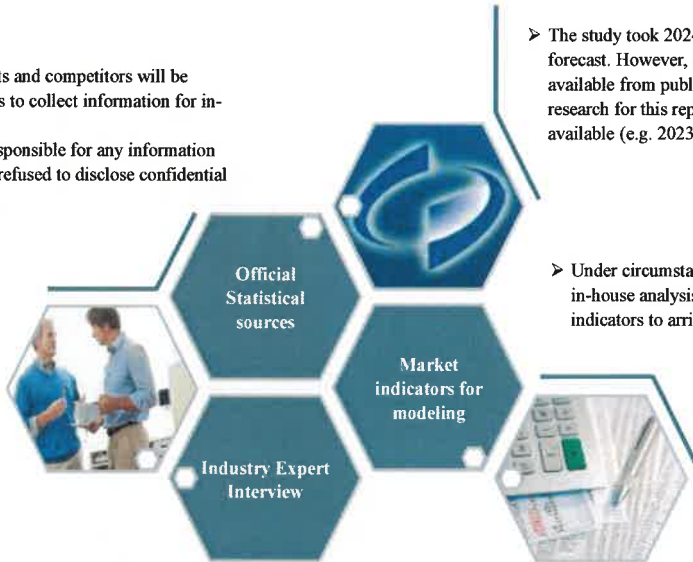 ts and competitors will be
s to collect information for in-
sponsible for any information
refused to disclose confidential
➤ The study took 2024
forecast. However,
available from publ
research for this rep
available (e.g. 2023
Official
Statistical
sources
➤ Under circumsta
in-house analysis
indicators to arri
Market
indicators for
modeling
Industry Expert
Interview